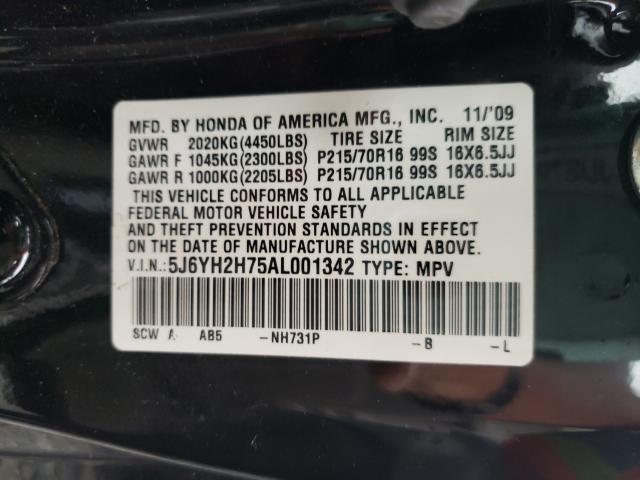 MFD. BY HONDA OF AMERICA MFG., INC. 11/'09
GVWR 2020KG(4450LBS) TIRE SIZE RIM SIZE
GAWR F 1045KG(2300LBS) P215/70R16 99S 16X6.5JJ
GAWR R 1000KG(2205LBS) P215/70R16 99S 16X6.5JJ
THIS VEHICLE CONFORMS TO ALL APPLICABLE
FEDERAL MOTOR VEHICLE SAFETY
AND THEFT PREVENTION STANDARDS IN EFFECT
ON THE DATE OF MANUFACTURE SHOWN ABOVE.
V.I.N.: 5J6YH2H75AL001342 TYPE: MPV
SCW A AB5 -NH731P -B -L